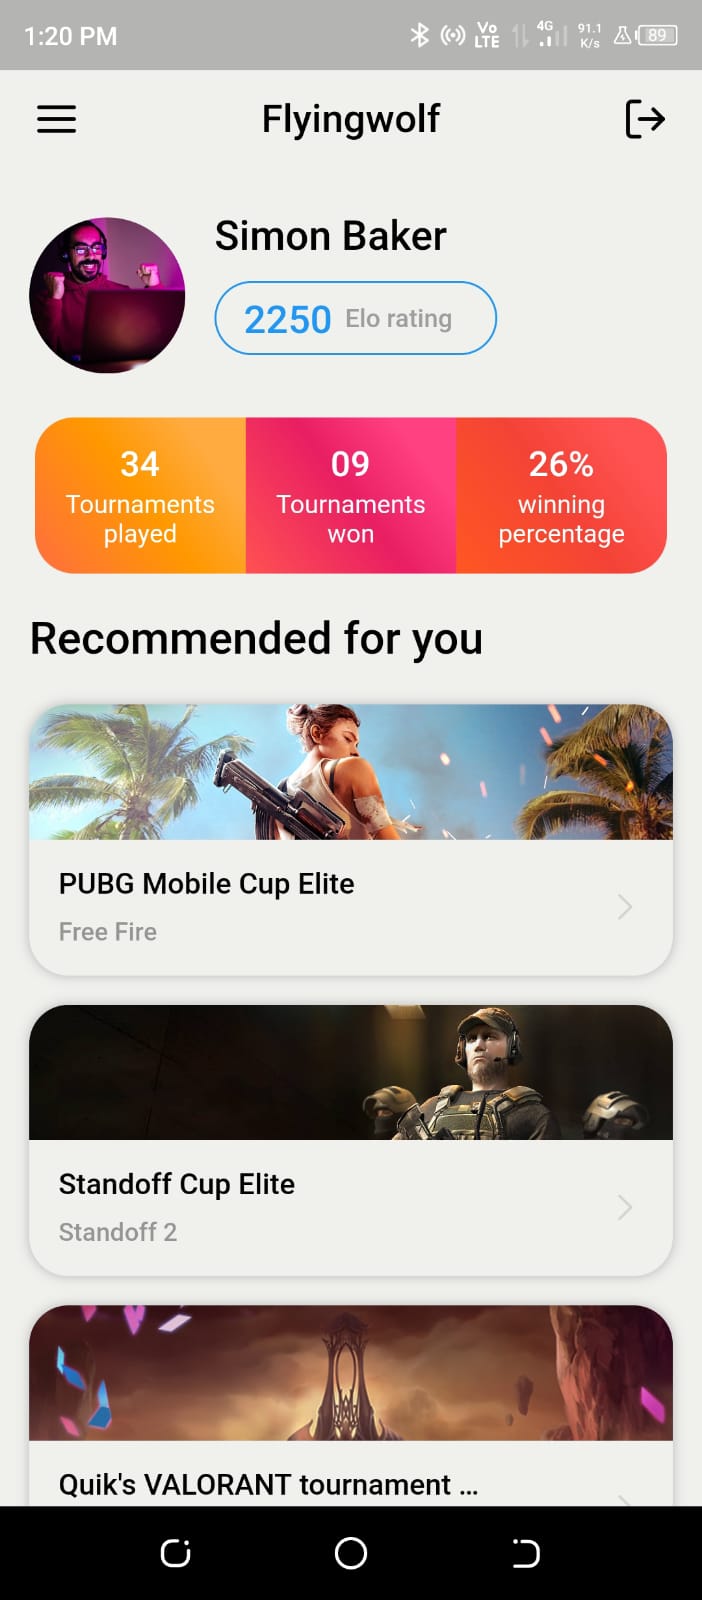 1:20 PM
Vo
LTE
4G
91.1
K/s
89
Flyingwolf
Simon Baker
2250 Elo rating
34
Tournaments
played
09
Tournaments
won
26%
winning
percentage
Recommended for you
PUBG Mobile Cup Elite
Free Fire
Standoff Cup Elite
Standoff 2
Quik's VALORANT tournament ...